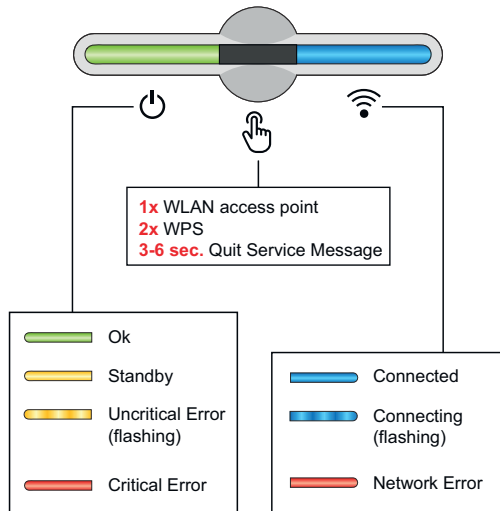 1x WLAN access point
2x WPS
3-6 sec. Quit Service Message
Ok
Standby
Uncritical Error
(flashing)
Critical Error
Connected
Connecting
(flashing)
Network Error